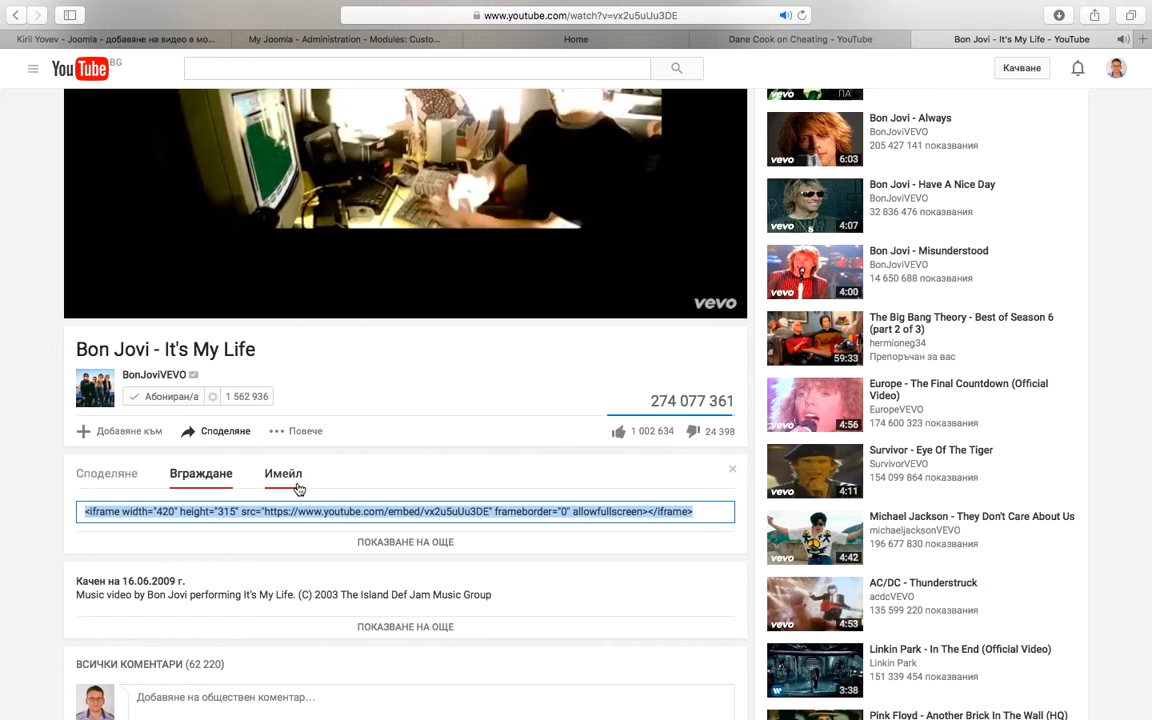 www.youtube.com/watch?v=vx2u5uUu3DE
Kiril Yovev - Joomla - добавяне на видео в мо...
My Joomla - Administration - Modules: Custo...
Home
Dane Cook on Cheating - YouTube
Bon Jovi - It's My Life - YouTube
YouTube BG
Качване
vevo
Bon Jovi - It's My Life
BonJoviVEVO
Абониран/а
1 562 936
274 077 361
Добавяне към
Споделяне
Повече
1 002 634
24 398
Споделяне
Вграждане
Имейл
<iframe width="420" height="315" src="https://www.youtube.com/embed/vx2u5uUu3DE" frameborder="0" allowfullscreen></iframe>
ПОКАЗВАНЕ НА ОЩЕ
Качен на 16.06.2009 г.
Music video by Bon Jovi performing It's My Life. (C) 2003 The Island Def Jam Music Group
ПОКАЗВАНЕ НА ОЩЕ
ВСИЧКИ КОМЕНТАРИ (62 220)
Добавяне на обществен коментар...
vevo
ПА
Bon Jovi - Always
BonJoviVEVO
205 427 141 показвания
vevo
6:03
Bon Jovi - Have A Nice Day
BonJoviVEVO
32 836 476 показвания
vevo
4:07
Bon Jovi - Misunderstood
BonJoviVEVO
14 650 688 показвания
vevo
4:00
The Big Bang Theory - Best of Season 6
(part 2 of 3)
hermioneg34
Препоръчан за вас
59:33
Europe - The Final Countdown (Official
Video)
EuropeVEVO
174 600 323 показвания
vevo
4:56
Survivor - Eye Of The Tiger
SurvivorVEVO
154 099 864 показвания
vevo
4:11
Michael Jackson - They Don't Care About Us
michaeljacksonVEVO
196 677 830 показвания
vevo
4:42
AC/DC - Thunderstruck
acdcVEVO
135 599 220 показвания
vevo
4:53
Linkin Park - In The End (Official Video)
Linkin Park
151 339 454 показвания
3:38
Pink Floyd - Another Brick In The Wall (HQ)